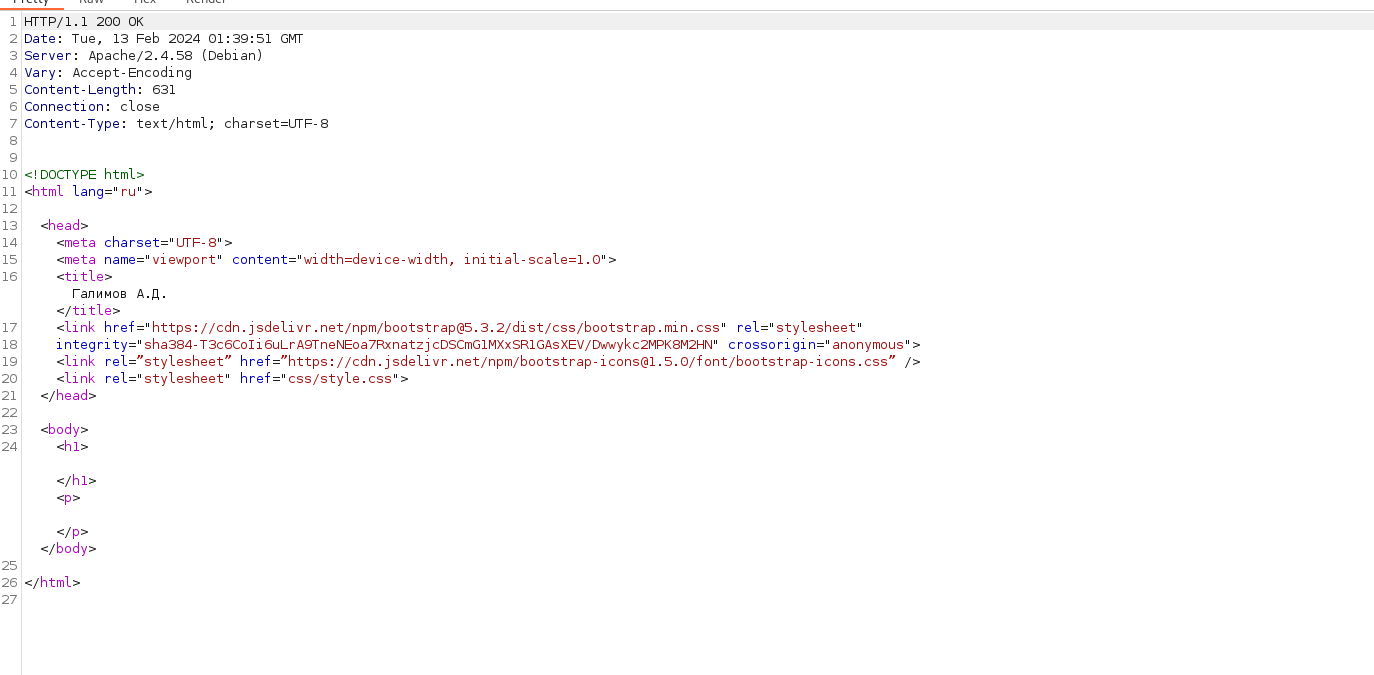 Pretty Raw Hex Render
1 HTTP/1.1 200 OK
2 Date: Tue, 13 Feb 2024 01:39:51 GMT
3 Server: Apache/2.4.58 (Debian)
4 Vary: Accept-Encoding
5 Content-Length: 631
6 Connection: close
7 Content-Type: text/html; charset=UTF-8
8
9
10 <!DOCTYPE html>
11 <html lang="ru">
12
13 <head>
14 <meta charset="UTF-8">
15 <meta name="viewport" content="width=device-width, initial-scale=1.0">
16 <title>
Галимов А.Д.
</title>
17 <link href="https://cdn.jsdelivr.net/npm/bootstrap@5.3.2/dist/css/bootstrap.min.css" rel="stylesheet"
18 integrity="sha384-T3c6CoIi6uLrA9TneNEoa7RxnatzjcDSCmG1MXxSR1GAsXEV/Dwwykc2MPK8M2HN" crossorigin="anonymous">
19 <link rel=”stylesheet” href=”https://cdn.jsdelivr.net/npm/bootstrap-icons@1.5.0/font/bootstrap-icons.css” />
20 <link rel="stylesheet" href="css/style.css">
21 </head>
22
23 <body>
24 <h1>
</h1>
<p>
</p>
</body>
25
26 </html>
27